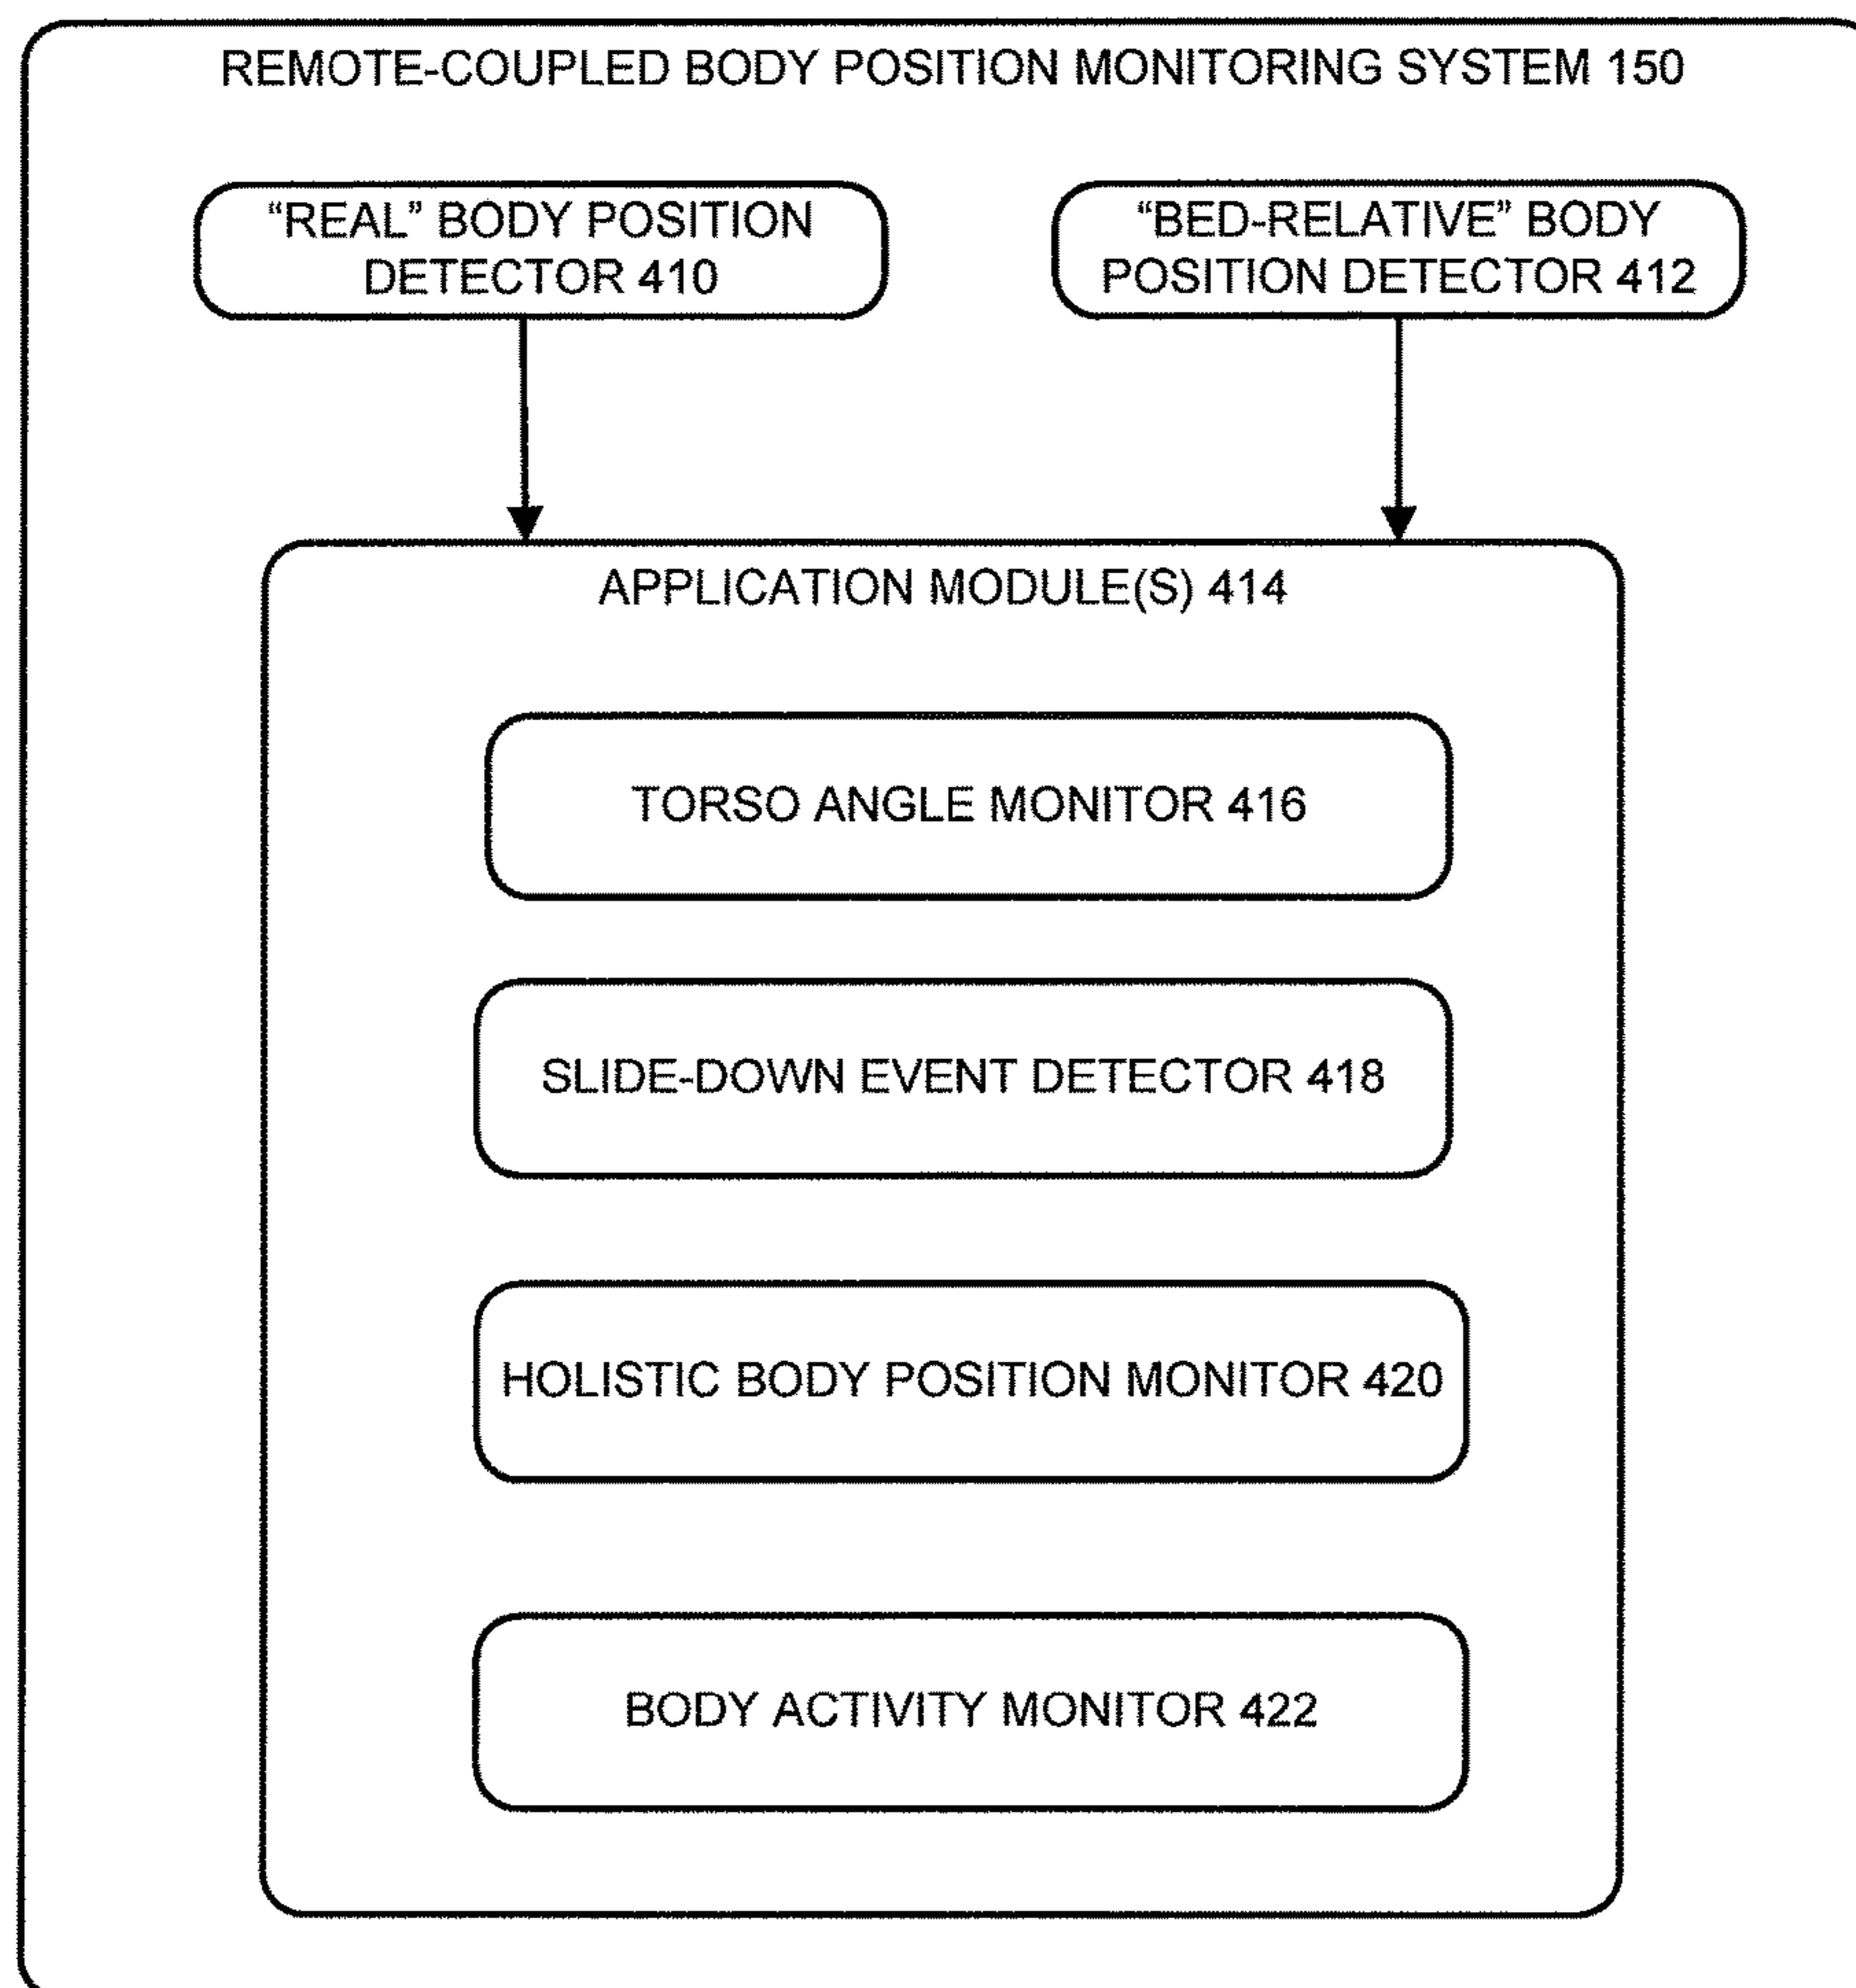 REMOTE-COUPLED BODY POSITION MONITORING SYSTEM 150
“REAL” BODY POSITION
DETECTOR 410
“BED-RELATIVE” BODY
POSITION DETECTOR 412
APPLICATION MODULE(S) 414
TORSO ANGLE MONITOR 416
SLIDE-DOWN EVENT DETECTOR 418
HOLISTIC BODY POSITION MONITOR 420
BODY ACTIVITY MONITOR 422